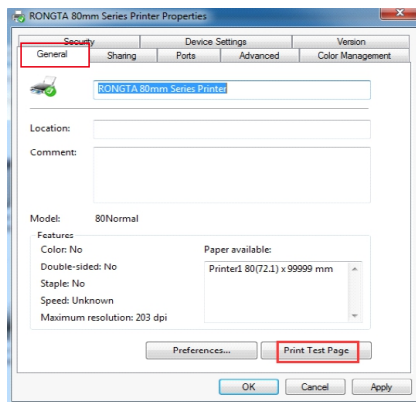 RONGTA 80mm Series Printer Properties
Security Device Settings Version
General Sharing Ports Advanced Color Management
RONGTA 80mm Series Printer
Location:
Comment:
Model: 80Normal
Features
Color: No
Paper available:
Double-sided: No
Printer1 80(72.1) x 99999 mm
Staple: No
Speed: Unknown
Maximum resolution: 203 dpi
Preferences... Print Test Page
OK Cancel Apply